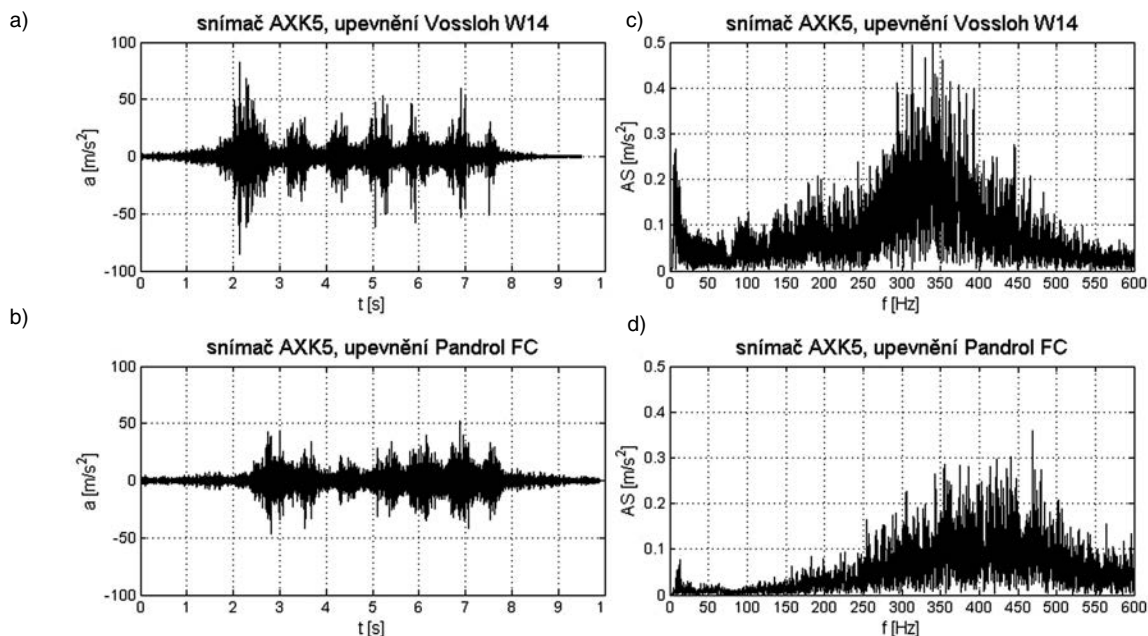 a)
snímač AXK5, upevnění Vossloh W14
100
50
0
-50
-100
a [m/s²]
0 1 2 3 4 5 6 7 8 9 1
t [s]
c)
snímač AXK5, upevnění Vossloh W14
0.5
0.4
0.3
0.2
0.1
0
AS [m/s²]
0 50 100 150 200 250 300 350 400 450 500 550 600
f [Hz]
b)
snímač AXK5, upevnění Pandrol FC
100
50
0
-50
-100
a [m/s²]
0 1 2 3 4 5 6 7 8 9 1
t [s]
d)
snímač AXK5, upevnění Pandrol FC
0.5
0.4
0.3
0.2
0.1
0
AS [m/s²]
0 50 100 150 200 250 300 350 400 450 500 550 600
f [Hz]